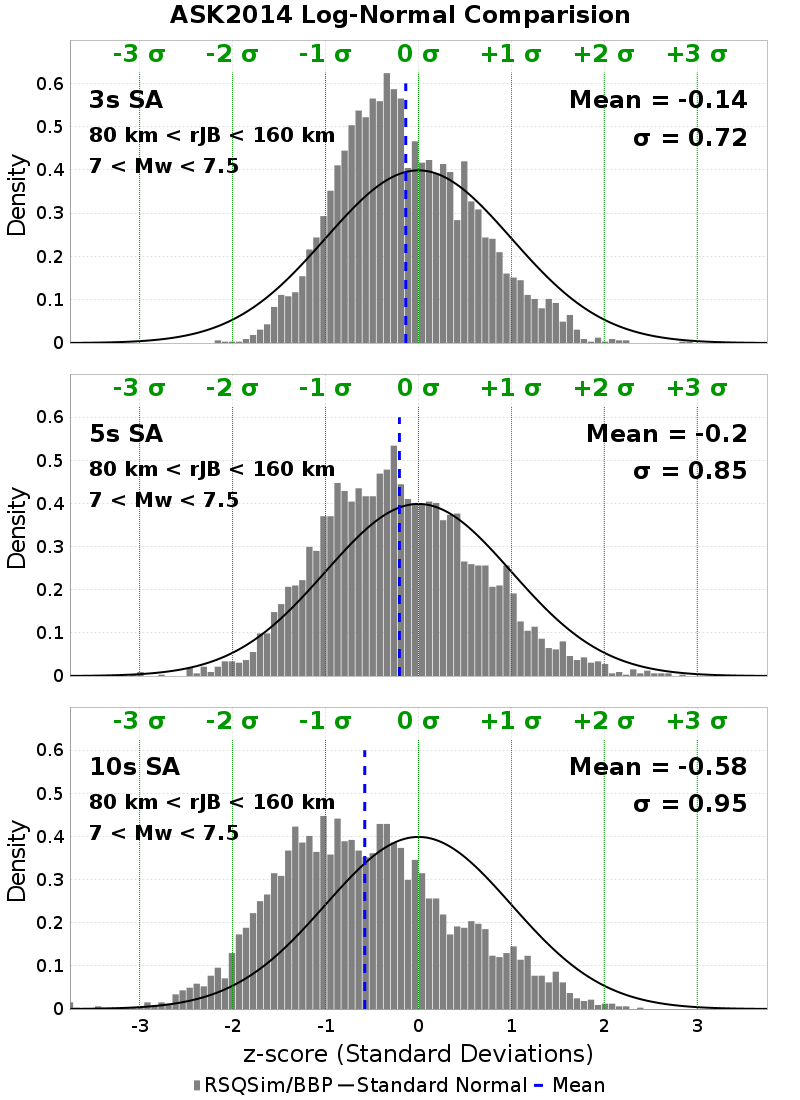 ASK2014 Log-Normal Comparision
-3 σ -2 σ -1 σ 0 σ +1 σ +2 σ +3 σ
3s SA
80 km < rJB < 160 km
7 < Mw < 7.5
Mean = -0.14
σ = 0.72
Density
0.6
0.5
0.4
0.3
0.2
0.1
0
-3 σ -2 σ -1 σ 0 σ +1 σ +2 σ +3 σ
5s SA
80 km < rJB < 160 km
7 < Mw < 7.5
Mean = -0.2
σ = 0.85
Density
0.6
0.5
0.4
0.3
0.2
0.1
0
-3 σ -2 σ -1 σ 0 σ +1 σ +2 σ +3 σ
10s SA
80 km < rJB < 160 km
7 < Mw < 7.5
Mean = -0.58
σ = 0.95
Density
0.6
0.5
0.4
0.3
0.2
0.1
0
-3 -2 -1 0 1 2 3
z-score (Standard Deviations)
RSQSim/BBP Standard Normal Mean